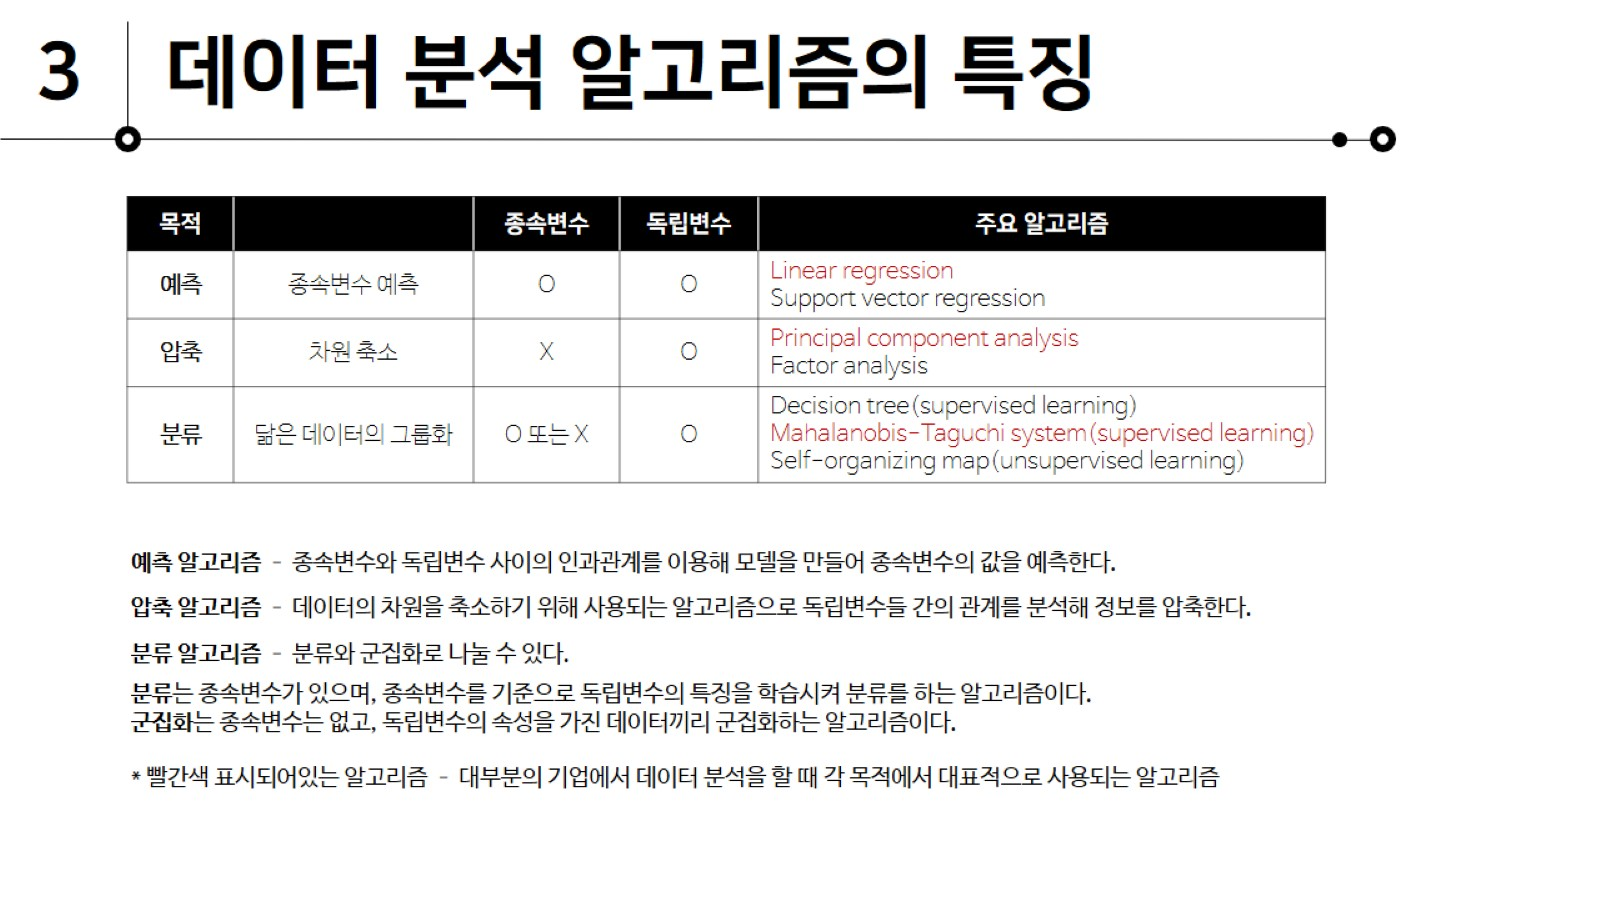 3
데이터 분석 알고리즘의 특징
목적 종속변수 독립변수 주요 알고리즘
예측 종속변수 예측 O O Linear regression
Support vector regression
압축 차원 축소 X O Principal component analysis
Factor analysis
분류 닮은 데이터의 그룹화 O 또는 X O Decision tree(supervised learning)
Mahalanobis-Taguchi system(supervised learning)
Self-organizing map(unsupervised learning)
예측 알고리즘 - 종속변수와 독립변수 사이의 인과관계를 이용해 모델을 만들어 종속변수의 값을 예측한다.
압축 알고리즘 - 데이터의 차원을 축소하기 위해 사용되는 알고리즘으로 독립변수들 간의 관계를 분석해 정보를 압축한다.
분류 알고리즘 - 분류와 군집화로 나눌 수 있다.
분류는 종속변수가 있으며, 종속변수를 기준으로 독립변수의 특징을 학습시켜 분류를 하는 알고리즘이다.
군집화는 종속변수는 없고, 독립변수의 속성을 가진 데이터끼리 군집화하는 알고리즘이다.
* 빨간색 표시되어있는 알고리즘 - 대부분의 기업에서 데이터 분석을 할 때 각 목적에서 대표적으로 사용되는 알고리즘